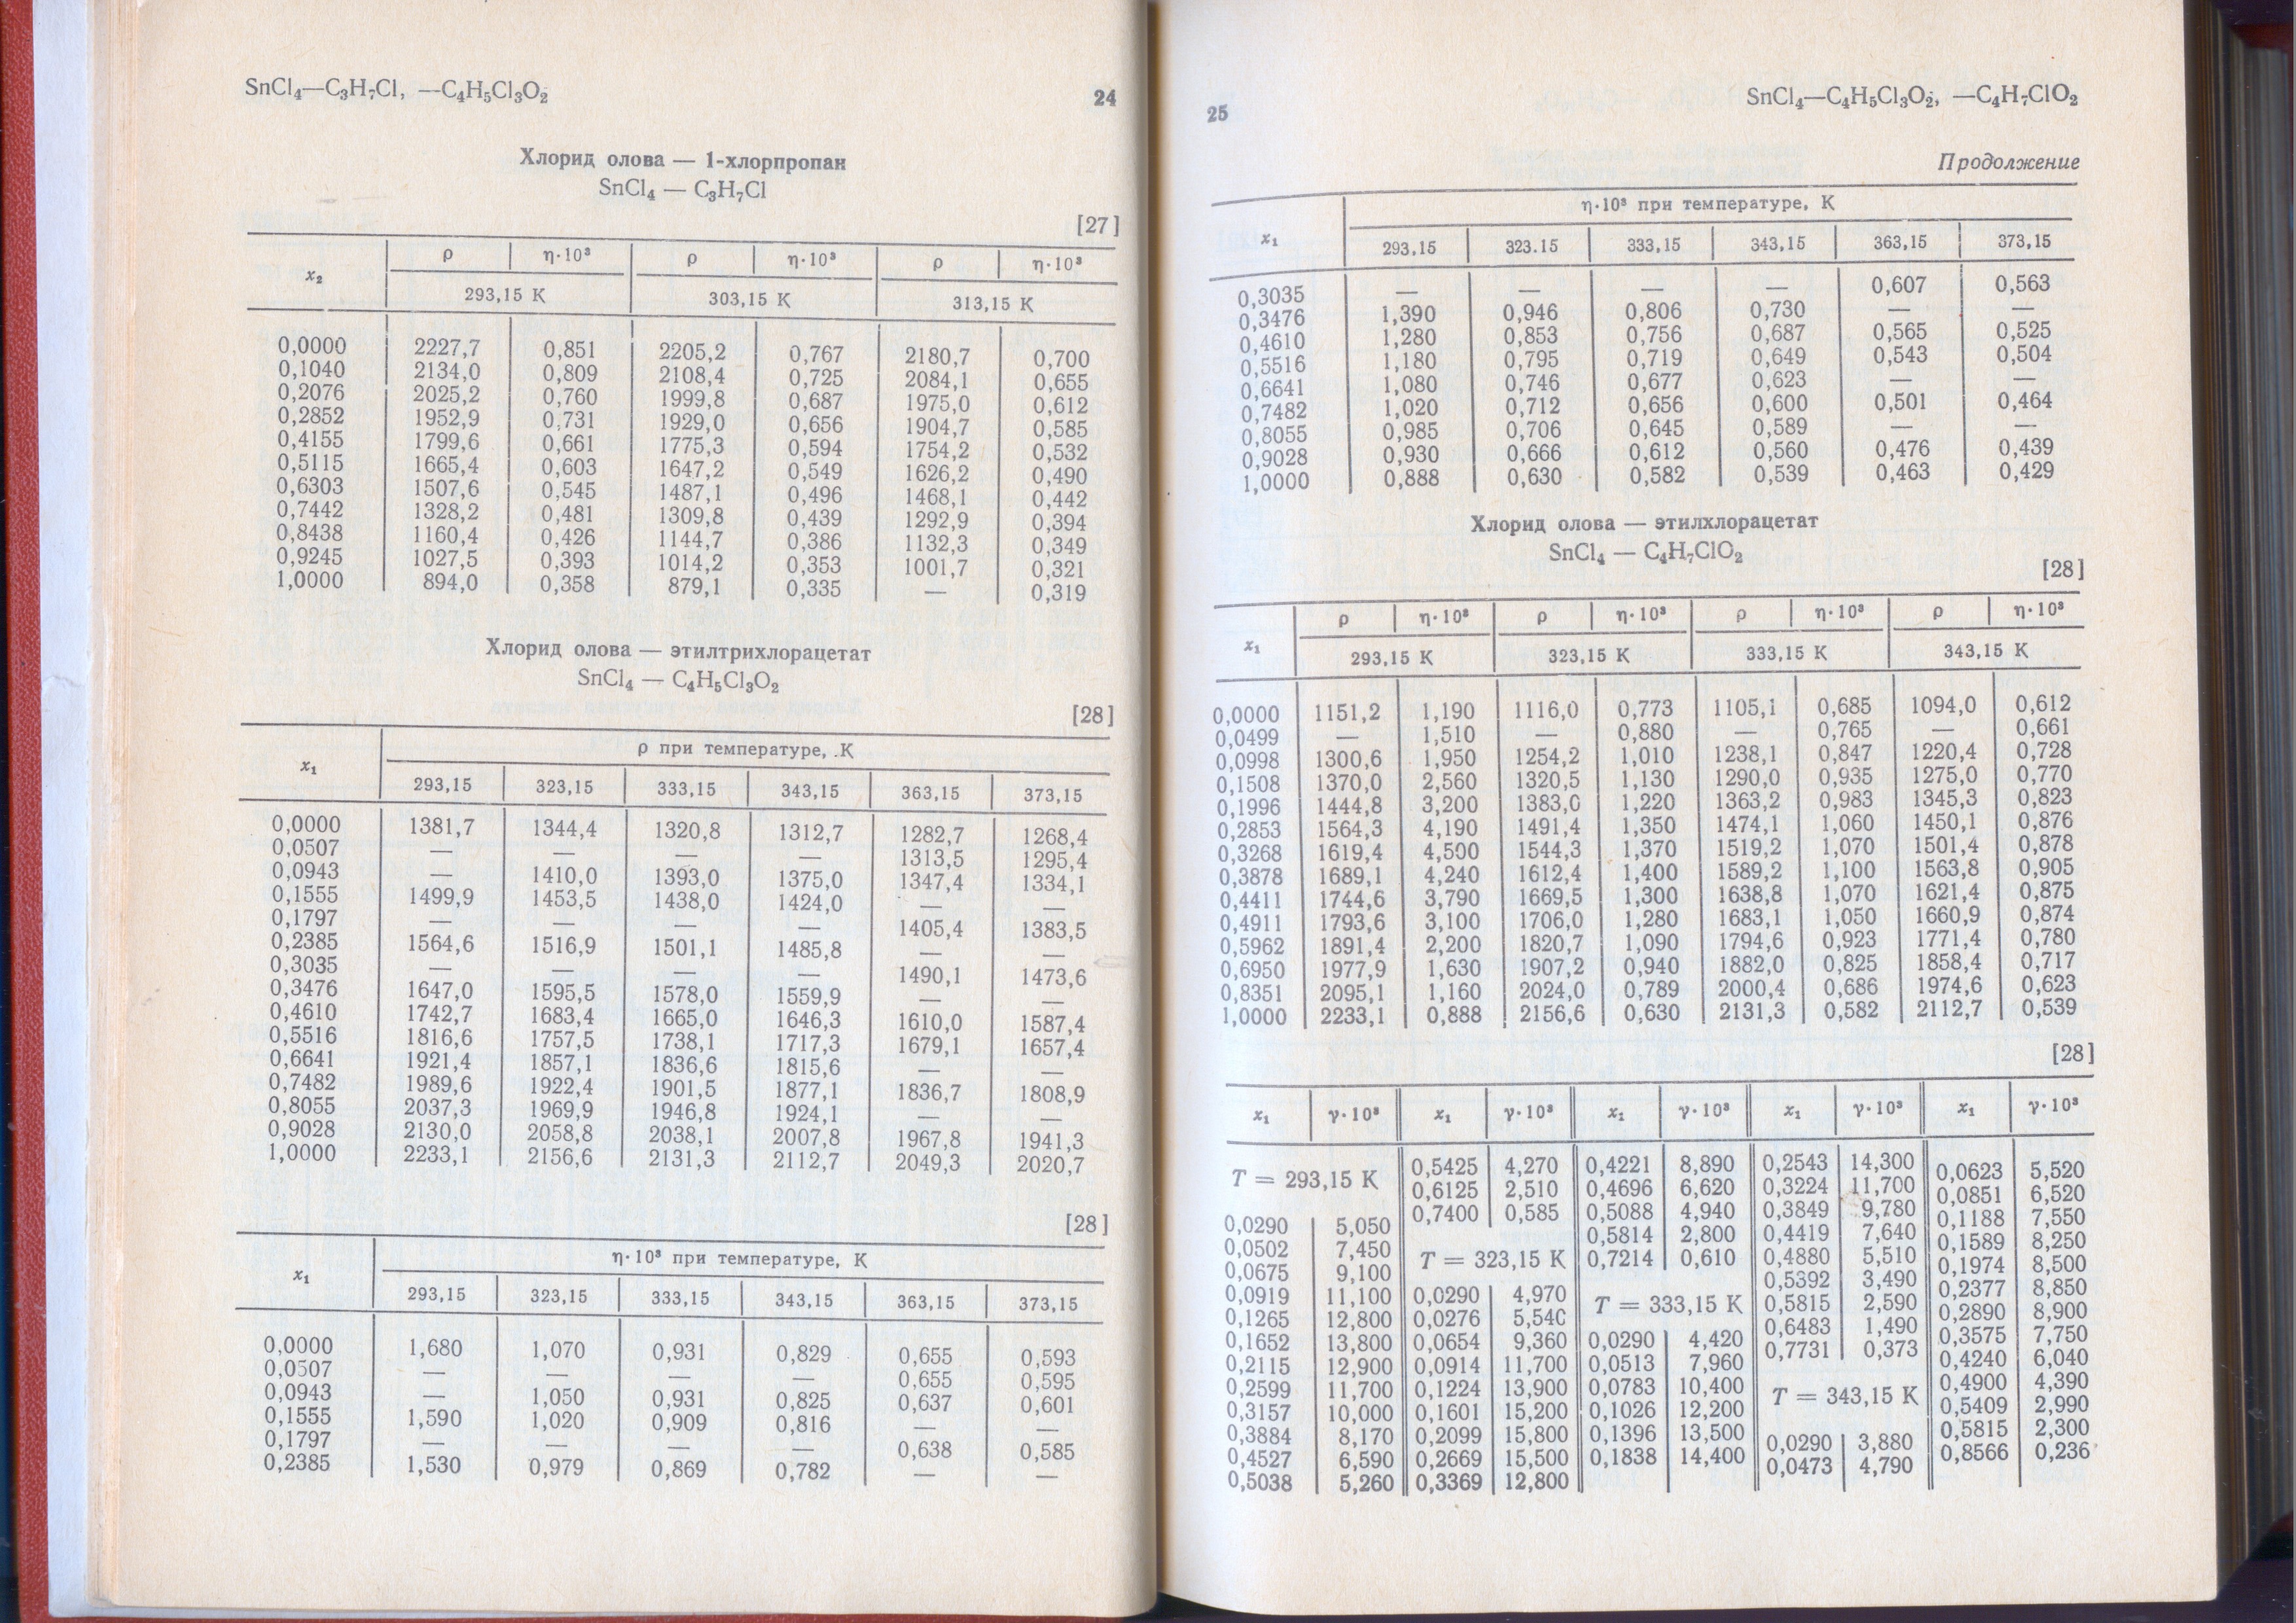 SnCl₄—C₃H₇Cl, —C₄H₅Cl₃O₂
24
Хлорид олова — 1-хлорпропан
SnCl₄ — C₃H₇Cl
[27]
x₂ ρ η·10³ ρ η·10³ ρ η·10³
293,15 К 303,15 К 313,15 К
0,0000 2227,7 0,851 2205,2 0,767 2180,7 0,700
0,1040 2134,0 0,809 2108,4 0,725 2084,1 0,655
0,2076 2025,2 0,760 1999,8 0,687 1975,0 0,612
0,2852 1952,9 0,731 1929,0 0,656 1904,7 0,585
0,4155 1799,6 0,661 1775,3 0,594 1754,2 0,532
0,5115 1665,4 0,603 1647,2 0,549 1626,2 0,490
0,6303 1507,6 0,545 1487,1 0,496 1468,1 0,442
0,7442 1328,2 0,481 1309,8 0,439 1292,9 0,394
0,8438 1160,4 0,426 1144,7 0,386 1132,3 0,349
0,9245 1027,5 0,393 1014,2 0,353 1001,7 0,321
1,0000 894,0 0,358 879,1 0,335 — 0,319
Хлорид олова — этилтрихлорацетат
SnCl₄ — C₄H₅Cl₃O₂
[28]
x₁ ρ при температуре, К
293,15 323,15 333,15 343,15 363,15 373,15
0,0000 1381,7 1344,4 1320,8 1312,7 1282,7 1268,4
0,0507 — — — — 1313,5 1295,4
0,0943 — 1410,0 1393,0 1375,0 1347,4 1334,1
0,1555 1499,9 1453,5 1438,0 1424,0 — —
0,1797 — — — — 1405,4 1383,5
0,2385 1564,6 1516,9 1501,1 1485,8 — —
0,3035 — — — — 1490,1 1473,6
0,3476 1647,0 1595,5 1578,0 1559,9 — —
0,4610 1742,7 1683,4 1665,0 1646,3 1610,0 1587,4
0,5516 1816,6 1757,5 1738,1 1717,3 1679,1 1657,4
0,6641 1921,4 1857,1 1836,6 1815,6 — —
0,7482 1989,6 1922,4 1901,5 1877,1 1836,7 1808,9
0,8055 2037,3 1969,9 1946,8 1924,1 — —
0,9028 2130,0 2058,8 2038,1 2007,8 1967,8 1941,3
1,0000 2233,1 2156,6 2131,3 2112,7 2049,3 2020,7
[28]
x₁ η·10³ при температуре, К
293,15 323,15 333,15 343,15 363,15 373,15
0,0000 1,680 1,070 0,931 0,829 0,655 0,593
0,0507 — — — — 0,655 0,595
0,0943 — 1,050 0,931 0,825 0,637 0,601
0,1555 1,590 1,020 0,909 0,816 — —
0,1797 — — — — 0,638 0,585
0,2385 1,530 0,979 0,869 0,782 — —
25
SnCl₄—C₄H₅Cl₃O₂, —C₄H₇ClO₂
Продолжение
x₁ η·10³ при температуре, К
293,15 323.15 333,15 343,15 363,15 373,15
0,3035 — — — — 0,607 0,563
0,3476 1,390 0,946 0,806 0,730 — —
0,4610 1,280 0,853 0,756 0,687 0,565 0,525
0,5516 1,180 0,795 0,719 0,649 0,543 0,504
0,6641 1,080 0,746 0,677 0,623 — —
0,7482 1,020 0,712 0,656 0,600 0,501 0,464
0,8055 0,985 0,706 0,645 0,589 — —
0,9028 0,930 0,666 0,612 0,560 0,476 0,439
1,0000 0,888 0,630 0,582 0,539 0,463 0,429
Хлорид олова — этилхлорацетат
SnCl₄ — C₄H₇ClO₂
[28]
x₁ ρ η·10³ ρ η·10³ ρ η·10³ ρ η·10³
293,15 К 323,15 К 333,15 К 343,15 К
0,0000 1151,2 1,190 1116,0 0,773 1105,1 0,685 1094,0 0,612
0,0499 — 1,510 — 0,880 — 0,765 — 0,661
0,0998 1300,6 1,950 1254,2 1,010 1238,1 0,847 1220,4 0,728
0,1508 1370,0 2,560 1320,5 1,130 1290,0 0,935 1275,0 0,770
0,1996 1444,8 3,200 1383,0 1,220 1363,2 0,983 1345,3 0,823
0,2853 1564,3 4,190 1491,4 1,350 1474,1 1,060 1450,1 0,876
0,3268 1619,4 4,500 1544,3 1,370 1519,2 1,070 1501,4 0,878
0,3878 1689,1 4,240 1612,4 1,400 1589,2 1,100 1563,8 0,905
0,4411 1744,6 3,790 1669,5 1,300 1638,8 1,070 1621,4 0,875
0,4911 1793,6 3,100 1706,0 1,280 1683,1 1,050 1660,9 0,874
0,5962 1891,4 2,200 1820,7 1,090 1794,6 0,923 1771,4 0,780
0,6950 1977,9 1,630 1907,2 0,940 1882,0 0,825 1858,4 0,717
0,8351 2095,1 1,160 2024,0 0,789 2000,4 0,686 1974,6 0,623
1,0000 2233,1 0,888 2156,6 0,630 2131,3 0,582 2112,7 0,539
[28]
x₁ γ·10³ x₁ γ·10³ x₁ γ·10³ x₁ γ·10³ x₁ γ·10³
T = 293,15 К
0,0290 5,050
0,0502 7,450
0,0675 9,100
0,0919 11,100
0,1265 12,800
0,1652 13,800
0,2115 12,900
0,2599 11,700
0,3157 10,000
0,3884 8,170
0,4527 6,590
0,5038 5,260
0,5425 4,270
0,6125 2,510
0,7400 0,585
T = 323,15 К
0,0290 4,970
0,0276 5,540
0,0654 9,360
0,0914 11,700
0,1224 13,900
0,1601 15,200
0,2099 15,800
0,2669 15,500
0,3369 12,800
0,4221 8,890
0,4696 6,620
0,5088 4,940
0,5814 2,800
0,7214 0,610
T = 333,15 К
0,0290 4,420
0,0513 7,960
0,0783 10,400
0,1026 12,200
0,1396 13,500
0,1838 14,400
0,2543 14,300
0,3224 11,700
0,3849 9,780
0,4419 7,640
0,4880 5,510
0,5392 3,490
0,5815 2,590
0,6483 1,490
0,7731 0,373
T = 343,15 К
0,0290 3,880
0,0473 4,790
0,0623 5,520
0,0851 6,520
0,1188 7,550
0,1589 8,250
0,1974 8,500
0,2377 8,850
0,2890 8,900
0,3575 7,750
0,4240 6,040
0,4900 4,390
0,5409 2,990
0,5815 2,300
0,8566 0,236